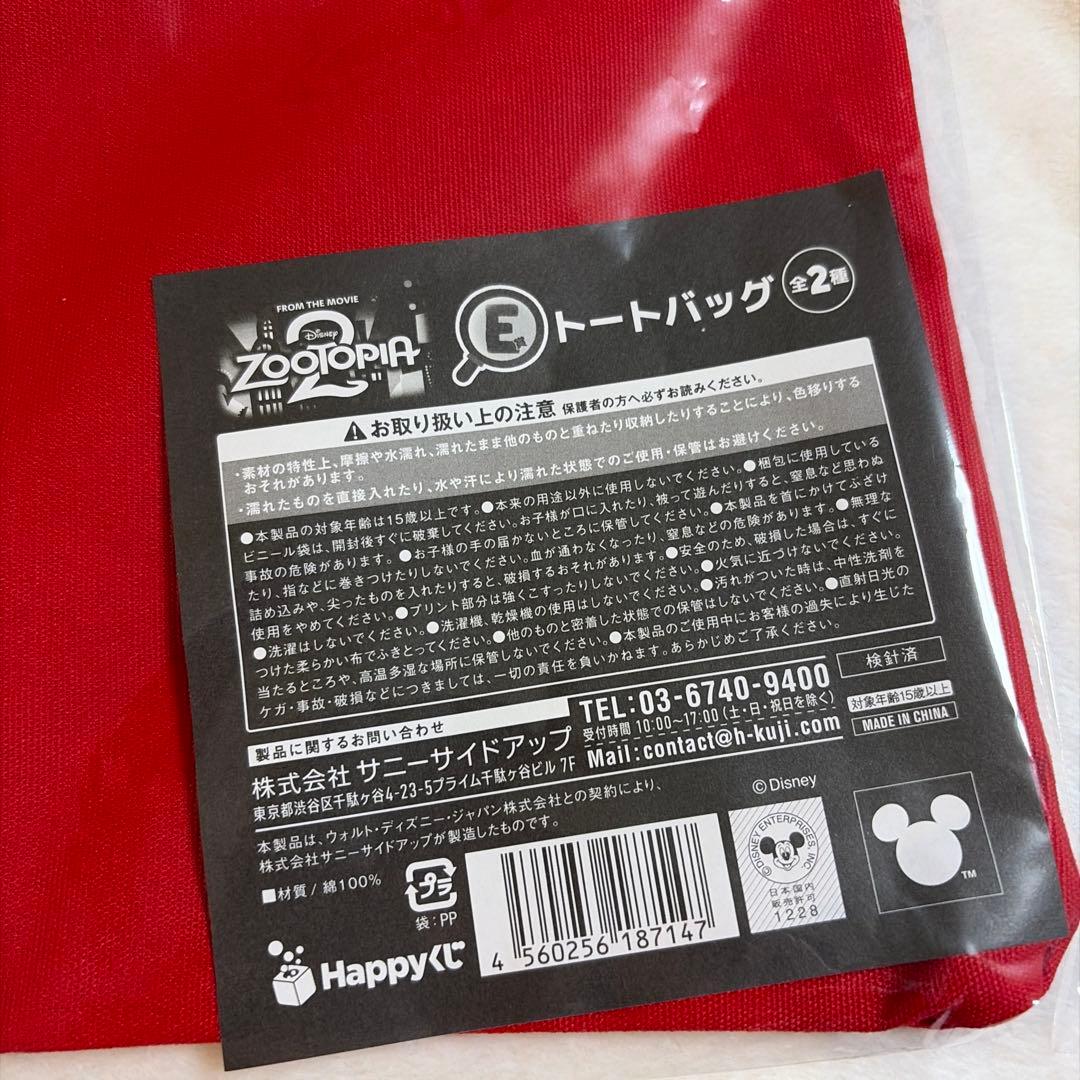 FROM THE MOVIE
Disney
ZOOTOPIA
2
E賞
トートバッグ
全2種
お取り扱い上の注意 保護者の方へ必ずお読みください。
・素材の特性上、摩擦や水濡れ、濡れたまま他のものと重ねたり収納したりすることにより、色移りする
おそれがあります。
・濡れたものを直接入れたり、水や汗により濡れた状態でのご使用・保管はお避けください。
●本製品の対象年齢は15歳以上です。●本来の用途以外に使用しないでください。●梱包に使用している
ビニール袋は、開封後すぐに破棄してください。お子様が口に入れたり、被って遊んだりすると、窒息など思わぬ
事故の危険があります。●お子様の手の届かないところに保管してください。●本製品を首にかけてふざけ
たり、指などに巻きつけたりしないでください。血が通わなくなったり、窒息などの危険があります。●無理な
詰め込みや、尖ったものを入れたりすると、破損するおそれがあります。●安全のため、破損した場合は、すぐに
使用をやめてください。●プリント部分は強くこすったりしないでください。●火気に近づけないでください。
●洗濯はしないでください。●洗濯機、乾燥機の使用はしないでください。●汚れがついた時は、中性洗剤を
つけた柔らかい布でふきとってください。●他のものと密着した状態での保管はしないでください。●直射日光の
当たるところや、高温多湿な場所に保管しないでください。●本製品のご使用中にお客様の過失により生じた
ケガ・事故・破損などにつきましては、一切の責任を負いかねます。あらかじめご了承ください。
製品に関するお問い合わせ
株式会社 サニーサイドアップ
東京都渋谷区千駄ヶ谷4-23-5プライム千駄ヶ谷ビル 7F
TEL:03-6740-9400
受付時間 10:00〜17:00 (土・日・祝日を除く)
Mail:contact@h-kuji.com
検針済
対象年齢15歳以上
MADE IN CHINA
本製品は、ウォルト・ディズニー・ジャパン株式会社との契約により、
株式会社サニーサイドアップが製造したものです。
■材質 / 綿100%
プラ
袋:PP
Happyくじ
4 560256 187147
©Disney
©DISNEY ENTERPRISES, INC.
日本国内
販売許可
1228
TM